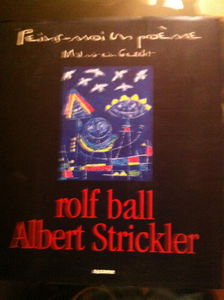 Peins-moi un poème
rolf ball
Albert Strickler